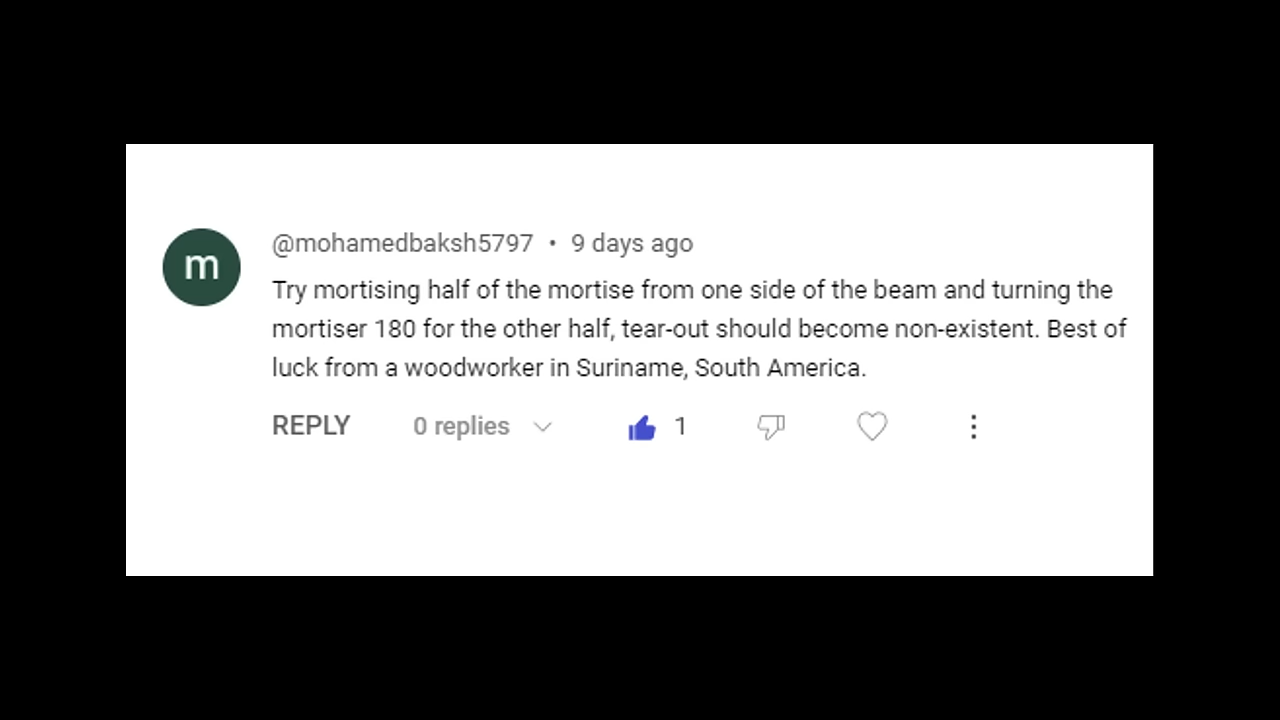 m
@mohamedbaksh5797 • 9 days ago
Try mortising half of the mortise from one side of the beam and turning the
mortiser 180 for the other half, tear-out should become non-existent. Best of
luck from a woodworker in Suriname, South America.
REPLY 0 replies 1